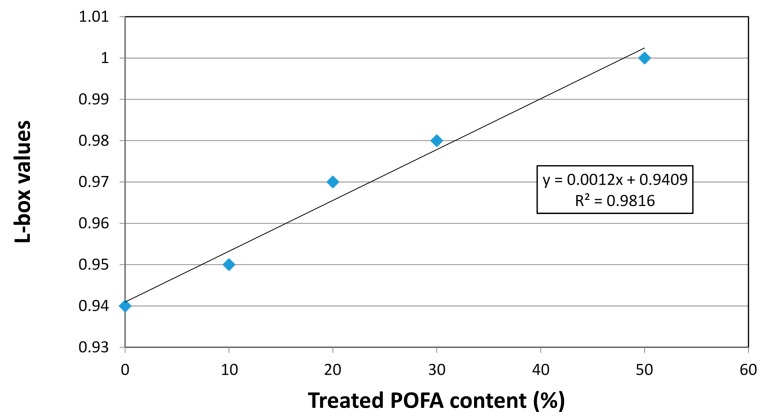 1.01
1
0.99
0.98
0.97
0.96
0.95
0.94
0.93
L-box values
y = 0.0012x + 0.9409
R² = 0.9816
0 10 20 30 40 50 60
Treated POFA content (%)